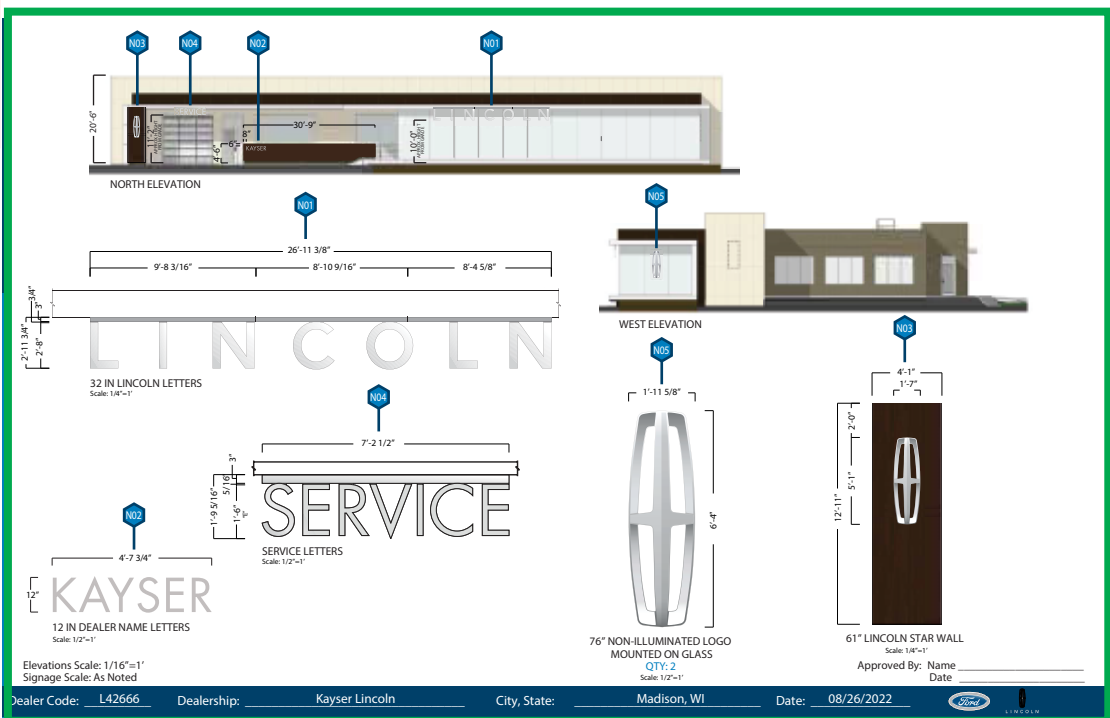 N03
N04
N02
N01
20'-6"
11'-2"
30'-9"
8"
6"
4'-6"
10'-0"
LINCOLN
KAYSER
NORTH ELEVATION
N01
26'-11 3/8"
9'-8 3/16"
8'-10 9/16"
8'-4 5/8"
3/4"
3"
2'-11 3/4"
2'-8"
LINCOLN
32 IN LINCOLN LETTERS
Scale: 1/4"=1'
N05
WEST ELEVATION
N04
7'-2 1/2"
3"
5/16"
1'-9 5/16"
1'-6"
SERVICE
SERVICE LETTERS
Scale: 1/2"=1'
N02
4'-7 3/4"
12"
KAYSER
12 IN DEALER NAME LETTERS
Scale: 1/2"=1'
N05
1'-11 5/8"
6'-4"
76" NON-ILLUMINATED LOGO
MOUNTED ON GLASS
QTY: 2
Scale: 1/2"=1'
N03
4'-1"
1'-7"
2'-0"
5'-1"
12'-11"
61" LINCOLN STAR WALL
Scale: 1/4"=1'
Elevations Scale: 1/16"=1'
Signage Scale: As Noted
Approved By: Name
Date
Dealer Code: L42666 Dealership: Kayser Lincoln City, State: Madison, WI Date: 08/26/2022
Ford
LINCOLN